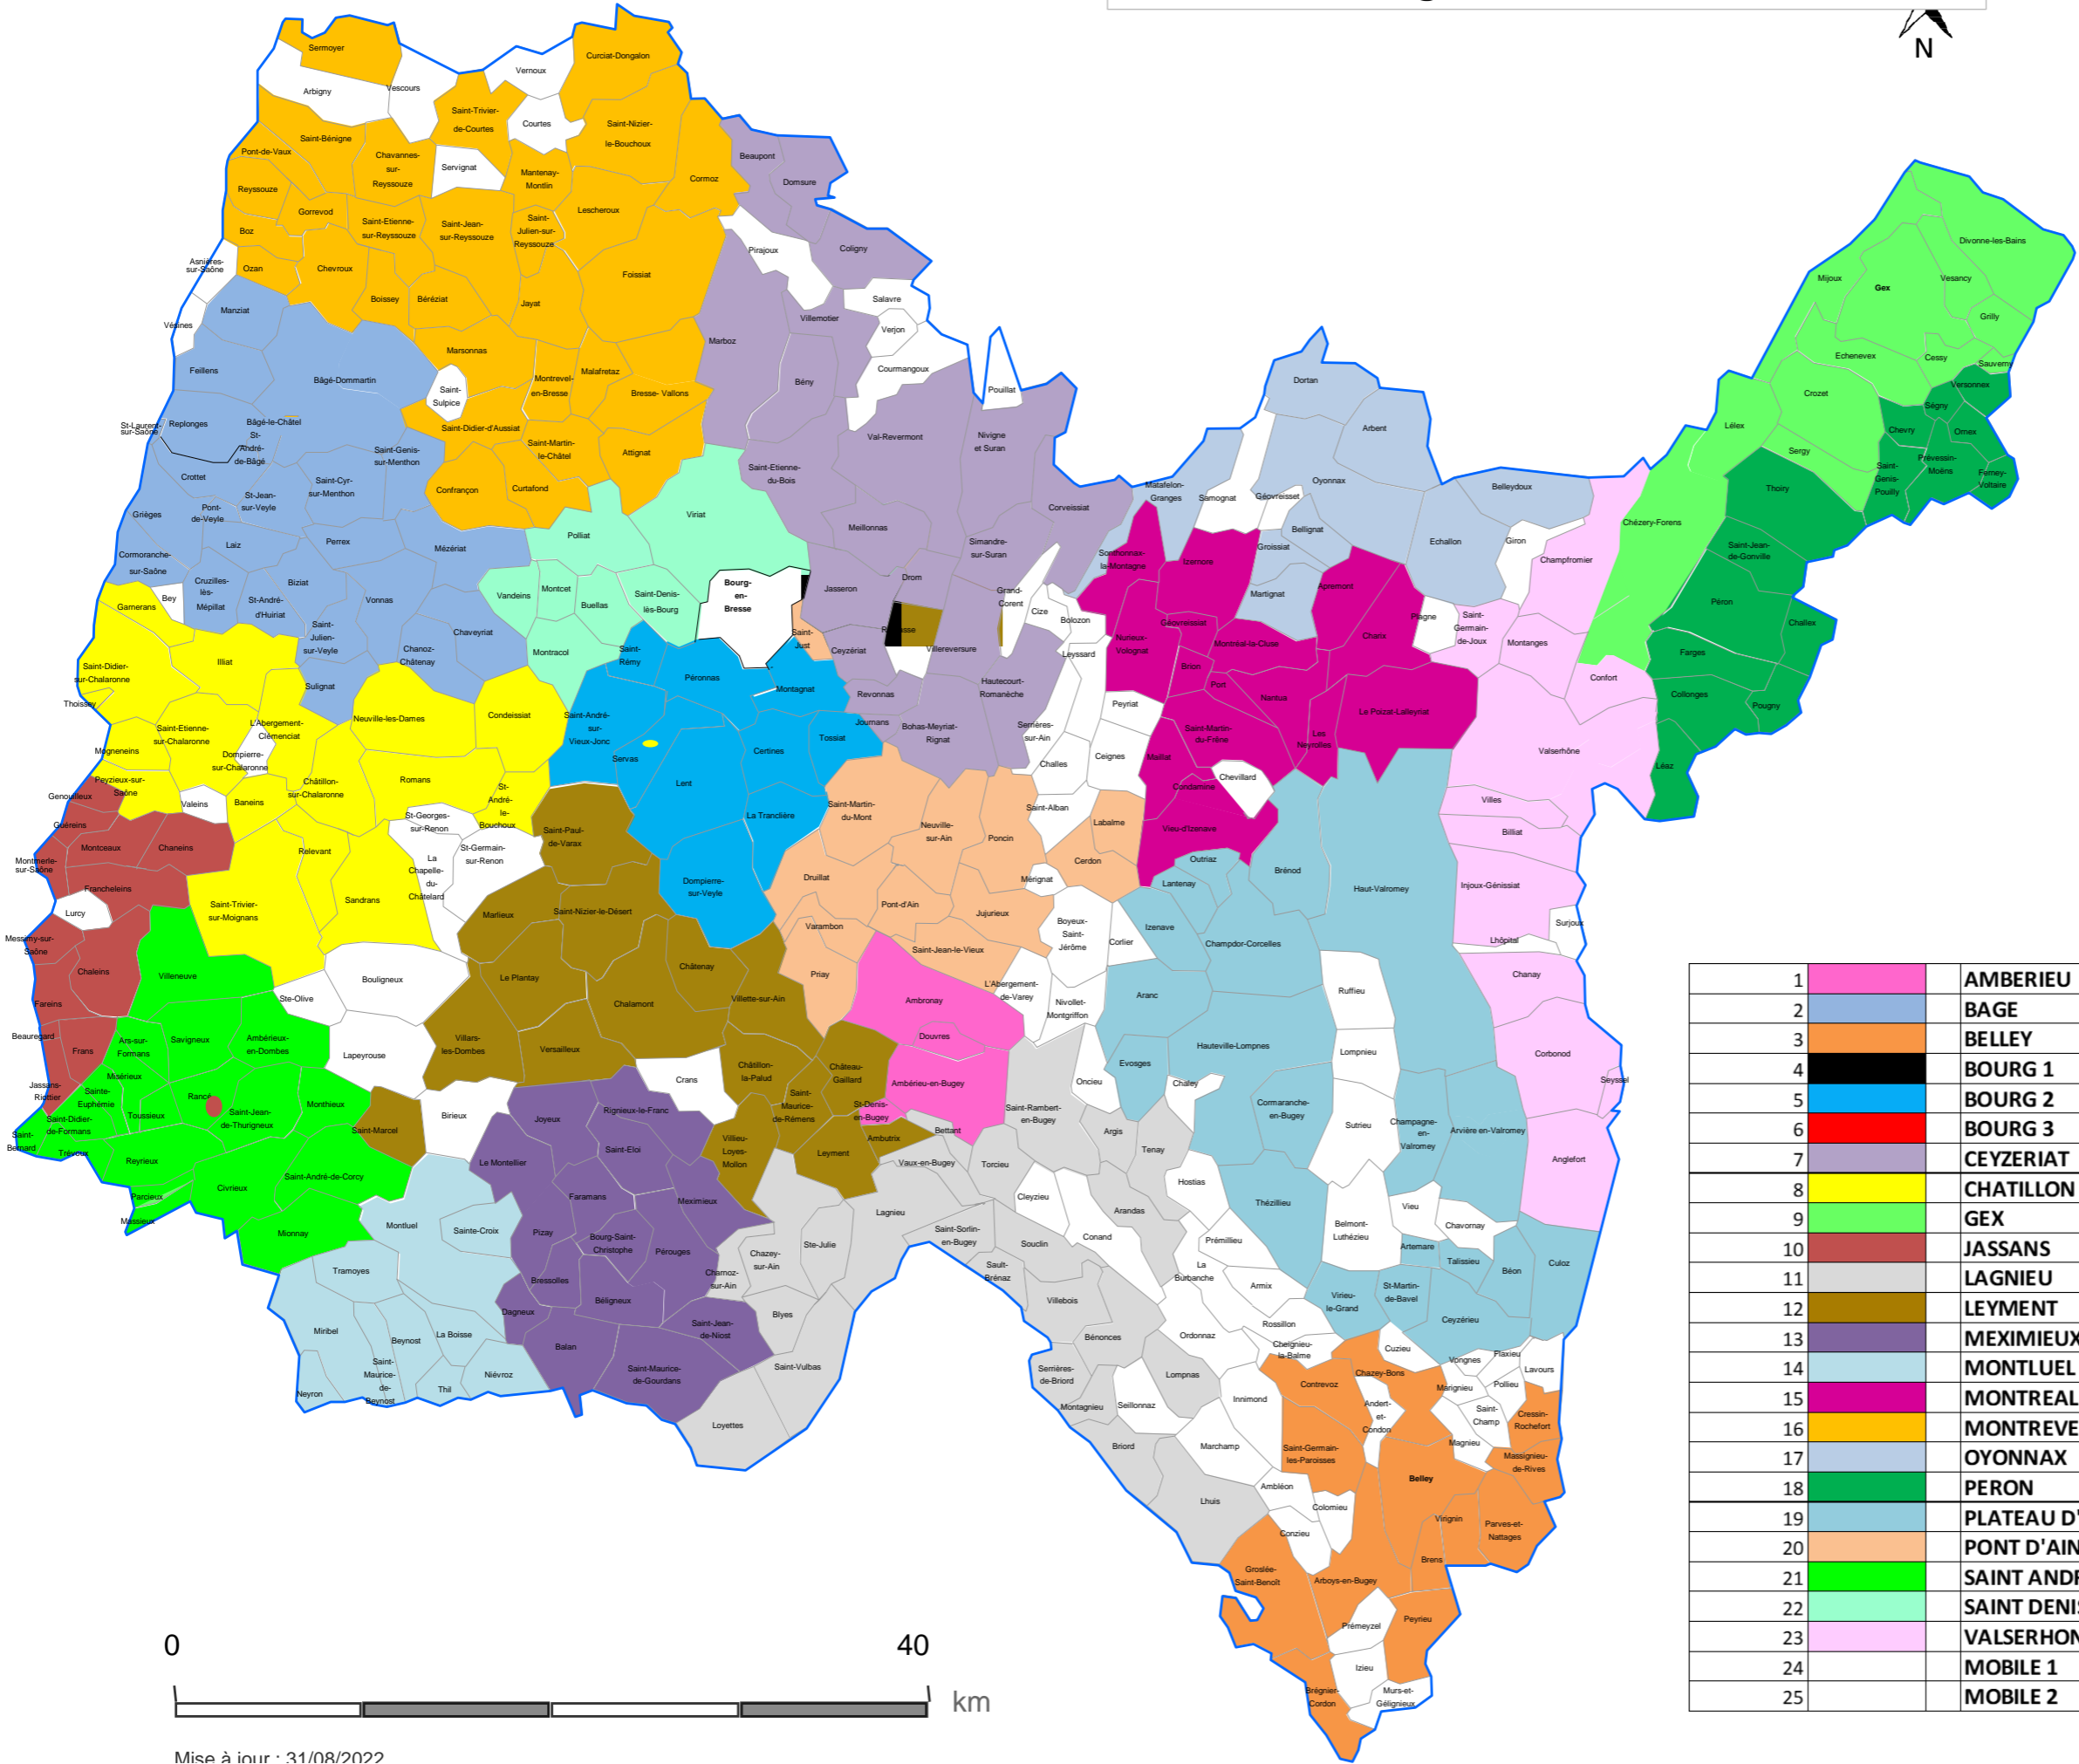 N
Sermoyer
Curciat-Dongalon
Vernoux
Arbigny
Vescours
Saint-Trivier-
de-Courtes
Courtes
Saint-Nizier-
le-Bouchoux
Saint-Bénigne
Pont-de-Vaux
Chavannes-
sur-
Reyssouze
Servignat
Mantenay-
Montlin
Cormoz
Beaupont
Domsure
Reyssouze
Gorrevod
Saint-Etienne-
sur-Reyssouze
Saint-Jean-
sur-Reyssouze
Saint-
Julien-sur-
Reyssouze
Lescheroux
Boz
Pirajoux
Coligny
Asnières-
sur-Saône
Ozan
Chevroux
Foissiat
Boissey
Béréziat
Jayat
Salavre
Manziat
Vésines
Villemotier
Verjon
Marboz
Marsonnas
Feillens
Bâgé-Dommartin
Saint-
Sulpice
Montrevel-
en-Bresse
Malafretaz
Bény
Courmangoux
Bresse- Vallons
Pouillat
St-Laurent-
sur-Saône
Replonges
Bâgé-le-Châtel
St-
André-
de-Bâgé
Saint-Didier-d'Aussiat
Saint-Genis-
sur-Menthon
Saint-Martin-
le-Châtel
Attignat
Val-Revermont
Nivigne
et Suran
Crottet
Saint-Cyr-
sur-Menthon
Confrançon
Curtafond
Saint-Etienne-
du-Bois
St-Jean-
sur-Veyle
Pont-
de-Veyle
Grièges
Viriat
Polliat
Meillonnas
Corveissiat
Laiz
Perrex
Mézériat
Simandre-
sur-Suran
Cormoranche-
sur-Saône
Cruzilles-
lès-
Mépillat
Biziat
Vonnas
Vandeins
Montcet
Buellas
Saint-Denis-
lès-Bourg
Bourg-
en-
Bresse
Jasseron
Drom
Grand-
Corent
Cize
Bolozon
Bey
St-André-
d'Huiriat
Garnerans
Saint-
Julien-
sur-Veyle
Chaveyriat
Chanoz-
Châtenay
Montracol
Saint-
Rémy
Saint-
Just
Ceyzériat
Villereversure
Leyssard
Illiat
Saint-Didier-
sur-Chalaronne
Sulignat
Péronnas
Montagnat
Revonnas
Hautecourt-
Romanèche
Thoissey
Neuville-les-Dames
Condeissiat
Saint-André-
sur-
Vieux-Jonc
Journans
Bohas-Meyriat-
Rignat
Serrières-
sur-Ain
Peyriat
Saint-Etienne-
sur-Chalaronne
L'Abergement-
Clémenciat
Dompierre-
sur-Chalaronne
Mogneneins
Tossiat
Certines
Servas
Lent
Challes
Ceignes
Peyzieux-sur-
Saône
Châtillon-
sur-Chalaronne
Romans
Genouilleux
Valeins
Baneins
St-
André-
le-
Bouchoux
Guéreins
Montceaux
Chaneins
St-Georges-
sur-Renon
St-Germain-
sur-Renon
Saint-Paul-
de-Varax
La Tranclière
Saint-Martin-
du-Mont
Neuville-
sur-Ain
Poncin
Saint-Alban
Labalme
Cerdon
Mérignat
Relevant
Montmerle-
sur-Saône
Francheleins
Lurcy
Saint-Trivier-
sur-Moignans
Sandrans
La
Chapelle-
du-
Châtelard
Dompierre-
sur-Veyle
Druillat
Pont-d'Ain
Jujurieux
Marlieux
Saint-Nizier-le-Désert
Boyeux-
Saint-
Jérôme
Corlier
Messimy-sur-
Saône
Chaleins
Villeneuve
Bouligneux
Le Plantay
Châtenay
Varambon
Priay
Saint-Jean-le-Vieux
L'Abergement-
de-Varey
Nivollet-
Montgriffon
Fareins
Ste-Olive
Chalamont
Villette-sur-Ain
Ambronay
Douvres
Beauregard
Frans
Ars-sur-
Formans
Savigneux
Ambérieux-
en-Dombes
Lapeyrouse
Villars-
les-Dombes
Versailleux
Crans
Châtillon-
la-Palud
Château-
Gaillard
Ambérieu-en-Bugey
Jassans-
Riottier
Misérieux
Sainte-
Euphémie
Rancé
Toussieux
Saint-Jean-
de-Thurigneux
Monthieux
Birieux
Joyeux
Rignieux-le-Franc
Saint-
Maurice-
de-Rémens
St-Denis-
en-Bugey
Bettant
Saint-Didier-
de-Formans
Saint-
Bernard
Trévoux
Reyrieux
Saint-Marcel
Saint-Eloi
Villieu-
Loyes-
Mollon
Leyment
Ambutrix
Vaux-en-Bugey
Torcieu
Le Montellier
Saint-André-de-Corcy
Civrieux
Parcieux
Massieux
Mionnay
Montluel
Sainte-Croix
Faramans
Pizay
Meximieux
Bourg-Saint-
Christophe
Pérouges
Lagnieu
Saint-Sorlin-
en-Bugey
Chazey-
sur-Ain
Ste-Julie
Tramoyes
Bressolles
Charnoz-
sur-Ain
Béligneux
Dagneux
Blyes
Miribel
Beynost
La Boisse
Balan
Saint-Jean-
de-Niost
Saint-Maurice-
de-Gourdans
Saint-Vulbas
Saint-
Maurice-
de-
Beynost
Neyron
Thil
Niévroz
Loyettes
Matafelon-
Granges
Samognat
Dortan
Arbent
Géovreisset
Oyonnax
Bellignat
Belleydoux
Echallon
Giron
Champfromier
Sonthonnax-
la-Montagne
Izernore
Groissiat
Martignat
Apremont
Plagne
Saint-
Germain-
de-Joux
Montanges
Charix
Géovreissiat
Nurieux-
Volognat
Montréal-la-Cluse
Brion
Port
Nantua
Les
Neyrolles
Le Poizat-Lalleyriat
Confort
Valserhône
Saint-Martin-
du-Frêne
Maillat
Chevillard
Condamine
Vieu-d'Izenave
Outriaz
Lantenay
Brénod
Haut-Valromey
Villes
Billiat
Injoux-Génissiat
Surjoux
Lhôpital
Izenave
Champdor-Corcelles
Chanay
Aranc
Ruffieu
Hauteville-Lompnes
Lompnieu
Corbonod
Seyssel
Evosges
Oncieu
Chaley
Saint-Rambert-
en-Bugey
Argis
Tenay
Cormaranche-
en-Bugey
Sutrieu
Champagne-
en-
Valromey
Arvière en-Valromey
Anglefort
Hostias
Thézillieu
Cleyzieu
Arandas
Conand
Prémillieu
Belmont-
Luthézieu
Vieu
Chavornay
Artemare
Talissieu
Béon
Culoz
Souclin
Sault-
Brénaz
Villebois
La
Burbanche
Armix
Rossillon
Virieu-
le-Grand
St-Martin-
de-Bavel
Ceyzérieu
Bénonces
Ordonnaz
Cheignieu-
la-Balme
Cuzieu
Vongnes
Flaxieu
Lavours
Pollieu
Marignieu
Serrières-
de-Briord
Lompnas
Contrevoz
Chazey-Bons
Andert-
et-
Condon
Saint-
Champ
Cressin-
Rochefort
Montagnieu
Seillonnaz
Innimond
Magnieu
Massignieu-
de-Rives
Briord
Marchamp
Saint-Germain-
les-Paroisses
Belley
Ambléon
Colomieu
Lhuis
Conzieu
Virignin
Parves-et-
Nattages
Brens
Groslée-
Saint-Benoît
Arboys-en-Bugey
Prémeyzel
Peyrieu
Izieu
Brégnier-
Cordon
Murs-et-
Gélignieux
Divonne-les-Bains
Mijoux
Gex
Vesancy
Grilly
Echenevex
Cessy
Sauverny
Versonnex
Crozet
Ségny
Lélex
Chevry
Ornex
Sergy
Prévessin-
Moëns
Saint-
Genis-
Pouilly
Ferney-
Voltaire
Thoiry
Chézery-Forens
Saint-Jean-
de-Gonville
Péron
Challex
Farges
Collonges
Pougny
Léaz
1 AMBERIEU
2 BAGE
3 BELLEY
4 BOURG 1
5 BOURG 2
6 BOURG 3
7 CEYZERIAT
8 CHATILLON
9 GEX
10 JASSANS
11 LAGNIEU
12 LEYMENT
13 MEXIMIEUX
14 MONTLUEL
15 MONTREAL
16 MONTREVE
17 OYONNAX
18 PERON
19 PLATEAU D'
20 PONT D'AIN
21 SAINT AND
22 SAINT DENI
23 VALSERHON
24 MOBILE 1
25 MOBILE 2
0 40
km
Mise à jour : 31/08/2022